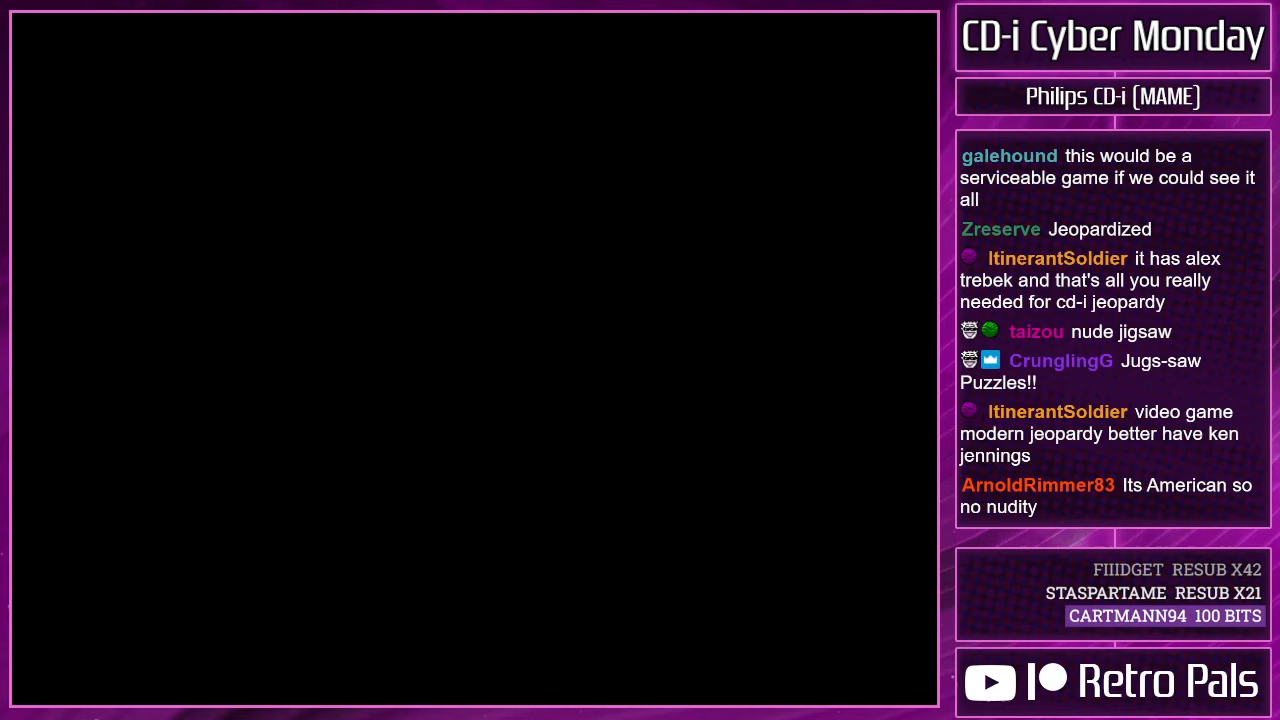 CD-i Cyber Monday
Philips CD-i [MAME]
galehound this would be a
serviceable game if we could see it
all
Zreserve Jeopardized
ItinerantSoldier it has alex
trebek and that's all you really
needed for cd-i jeopardy
taizou nude jigsaw
CrunglingG Jugs-saw
Puzzles!!
ItinerantSoldier video game
modern jeopardy better have ken
jennings
ArnoldRimmer83 Its American so
no nudity
FIIIDGET RESUB X42
STASPARTAME RESUB X21
CARTMANN94 100 BITS
Retro Pals